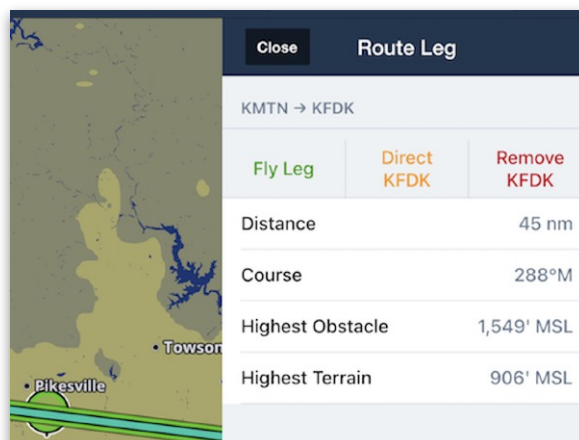 Close
Route Leg
KMTN → KFDK
Fly Leg
Direct
KFDK
Remove
KFDK
Distance
45 nm
Course
288°M
Highest Obstacle
1,549' MSL
Highest Terrain
906' MSL
Towson
Pikesville